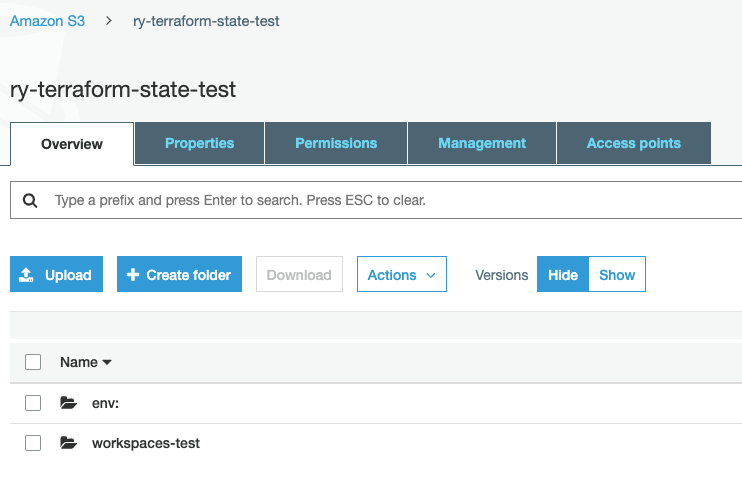 Amazon S3 > ry-terraform-state-test
ry-terraform-state-test
Overview Properties Permissions Management Access points
Type a prefix and press Enter to search. Press ESC to clear.
Upload + Create folder Download Actions Versions Hide Show
Name
env:
workspaces-test